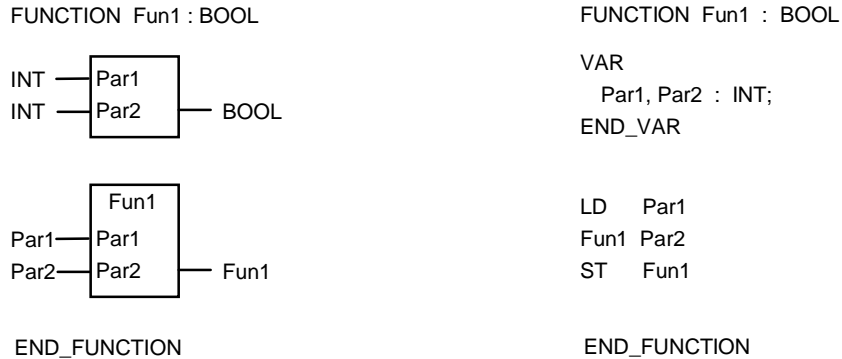 FUNCTION Fun1 : BOOL
INT Par1
INT Par2 BOOL
Fun1
Par1 Par1
Par2 Par2 Fun1
END_FUNCTION
FUNCTION Fun1 : BOOL
VAR
Par1, Par2 : INT;
END_VAR
LD Par1
Fun1 Par2
ST Fun1
END_FUNCTION